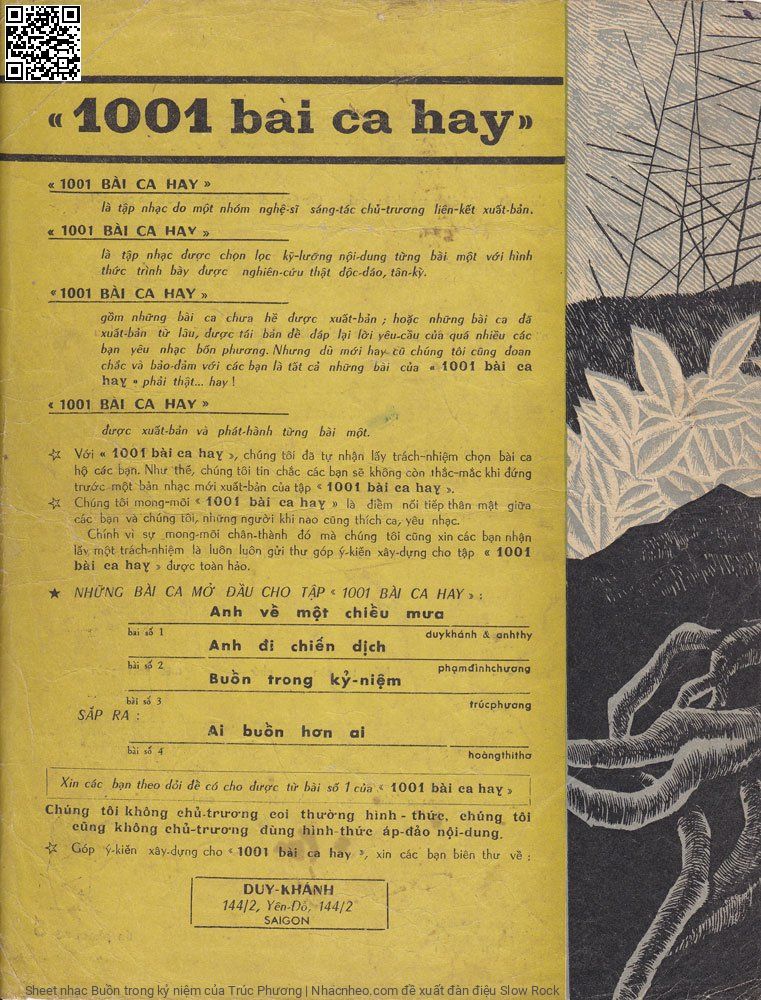 « 1001 bài ca hay»
« 1001 BÀI CA HAY »
là tập nhạc do một nhóm nghệ-sĩ sáng-tác chủ-trương liên-kết xuất-bản.
« 1001 BÀI CA HAY »
là tập nhạc được chọn lọc kỹ-lưỡng nội-dung từng bài một với hình
thức trình bày được nghiên-cứu thật độc-đáo, tân-kỳ.
«1001 BÀI CA HAY »
gồm những bài ca chưa hề được xuất-bản ; hoặc những bài ca đã
xuất-bản từ lâu, được tái bản để đáp lại lời yêu-cầu của quá nhiều các
bạn yêu nhạc bốn phương. Nhưng dù mới hay cũ chúng tôi cũng đoan
chắc và bảo-đảm với các bạn là tất cả những bài của « 1001 bài ca
hay » phải thật... hay !
« 1001 BÀI CA HAY »
được xuất-bản và phát-hành từng bài một.
☆ Với « 1001 bài ca hay », chúng tôi đã tự nhận lấy trách-nhiệm chọn bài ca
hộ các bạn. Như thế, chúng tôi tin chắc các bạn sẽ không còn thắc-mắc khi đứng
trước một bản nhạc mới xuất-bản của tập « 1001 bài ca hay ».
☆ Chúng tôi mong-mõi « 1001 bài ca hay » là điểm nối tiếp thân mật giữa
các bạn và chúng tôi, những người khi nào cũng thích ca, yêu nhạc.
Chính vì sự mong-mõi chân-thành đó mà chúng tôi cũng xin các bạn nhận
lấy một trách-nhiệm là luôn luôn gửi thư góp ý-kiến xây-dựng cho tập « 1001
bài ca hay » được toàn hảo.
★ NHỮNG BÀI CA MỞ ĐẦU CHO TẬP « 1001 BÀI CA HAY » :
Anh về một chiều mưa
bài số 1 duykhánh & anhthy
Anh đi chiến dịch
bài số 2 phạmđìnhchương
Buồn trong kỷ-niệm
bài số 3 trúcphương
SẮP RA :
Ai buồn hơn ai
bài số 4 hoàngthithơ
Xin các bạn theo dõi để có cho được từ bài số 1 của « 1001 bài ca hay »
Chúng tôi không chủ-trương coi thường hình-thức, chúng tôi
cũng không chủ-trương dùng hình-thức áp-đảo nội-dung.
☆ Góp ý-kiến xây-dựng cho « 1001 bài ca hay », xin các bạn biên thư về :
DUY-KHÁNH
144/2, Yên-Đỏ, 144/2
SAIGON
Sheet nhạc Buồn trong kỷ niệm của Trúc Phương | Nhacnheo.com đề xuất đàn điệu Slow Rock